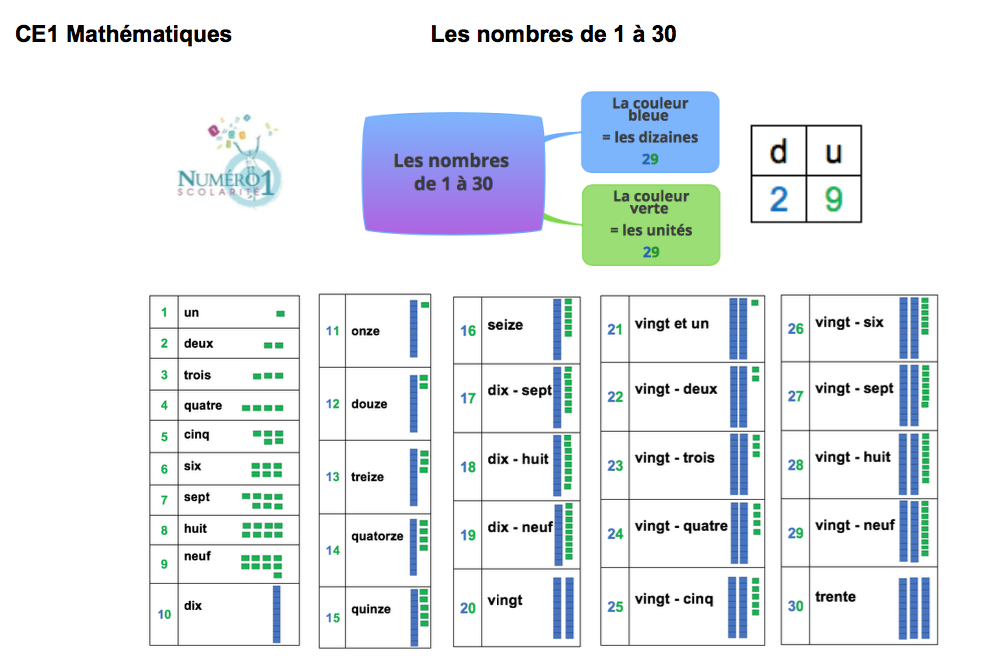 CE1 Mathématiques
Les nombres de 1 à 30
NUMÉRO1
SCOLARITÉ
Les nombres
de 1 à 30
La couleur
bleue
= les dizaines
29
La couleur
verte
= les unités
29
d u
2 9
1 un
2 deux
3 trois
4 quatre
5 cinq
6 six
7 sept
8 huit
9 neuf
10 dix
11 onze
12 douze
13 treize
14 quatorze
15 quinze
16 seize
17 dix - sept
18 dix - huit
19 dix - neuf
20 vingt
21 vingt et un
22 vingt - deux
23 vingt - trois
24 vingt - quatre
25 vingt - cinq
26 vingt - six
27 vingt - sept
28 vingt - huit
29 vingt - neuf
30 trente